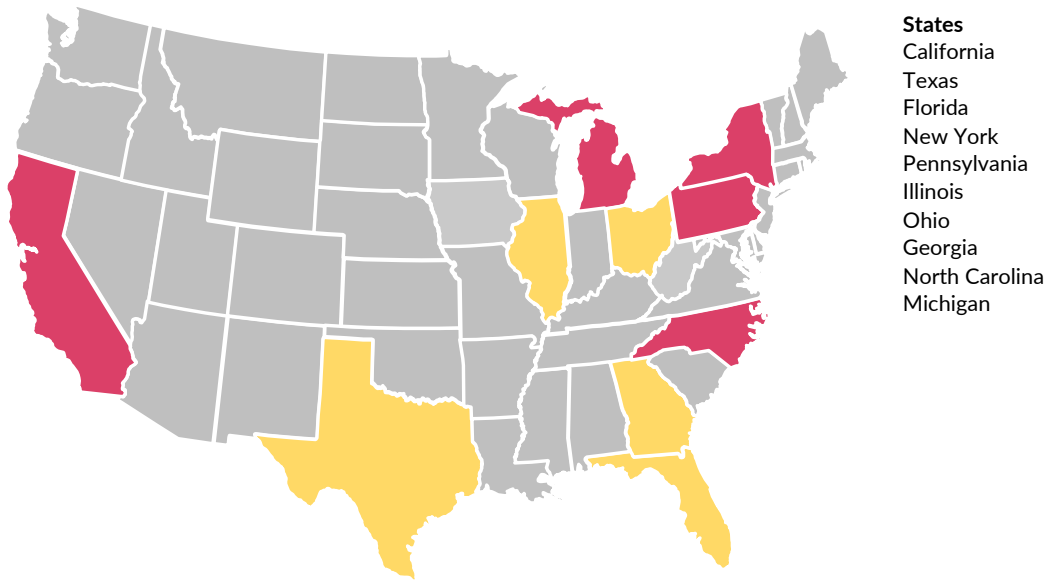 States
California
Texas
Florida
New York
Pennsylvania
Illinois
Ohio
Georgia
North Carolina
Michigan